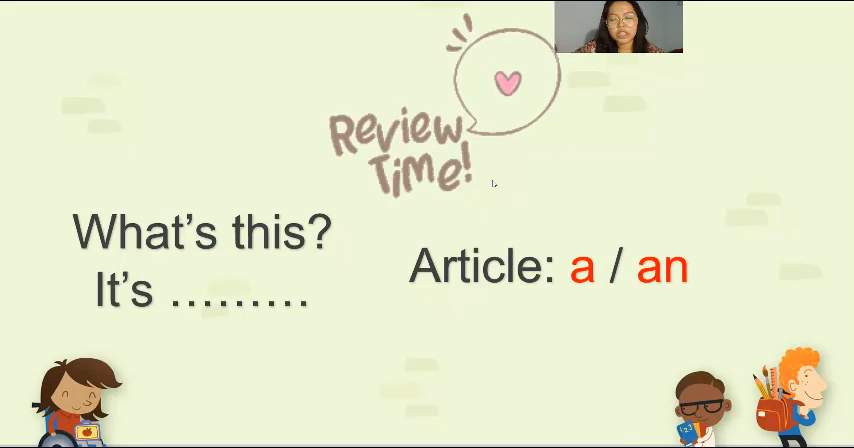 Review
Time!
What's this?
It's ………
Article: a / an